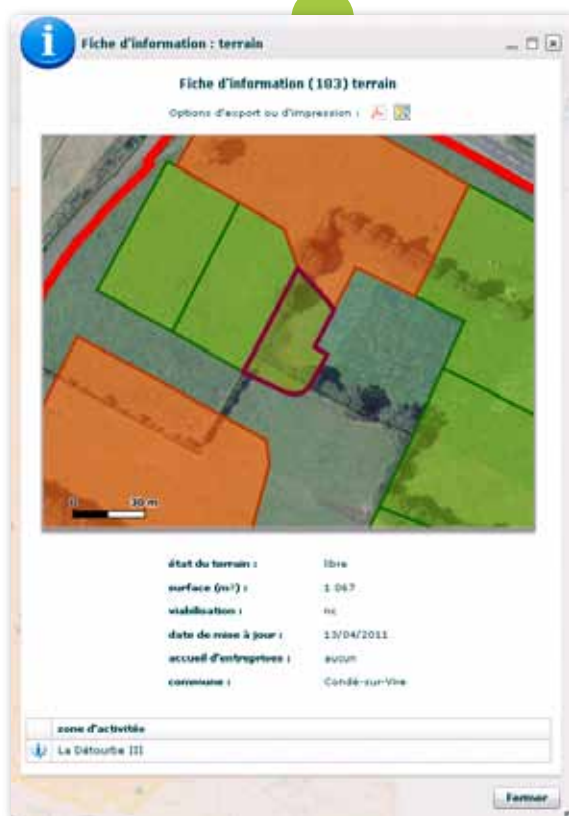 Fiche d'information : terrain
Fiche d'information (103) terrain
Options d'export ou d'impression :
0 30 m
état du terrain : libre
surface (m²) : 1 067
viabilisation : nc
date de mise à jour : 13/04/2011
accueil d'entreprises : aucun
commune : Condé-sur-Vire
zone d'activités
La Détourbe III
Fermer